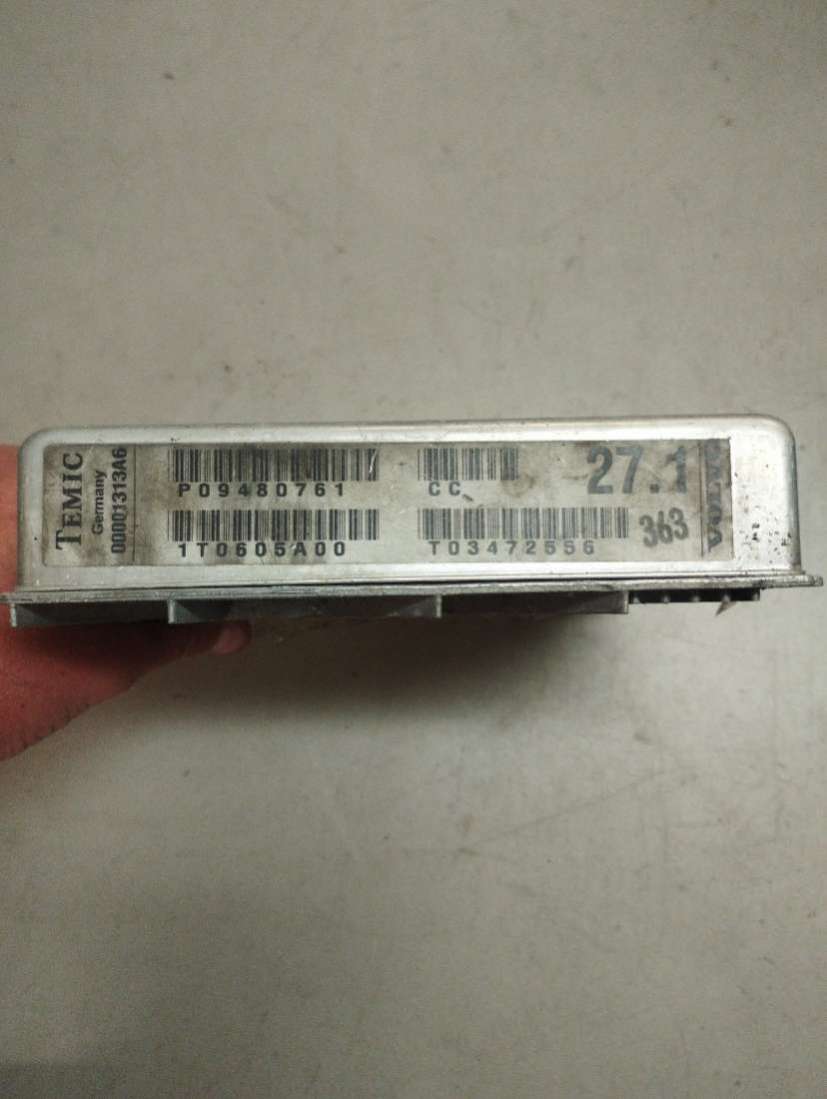 TEMIC
Germany
00001313A6
P09480761
CC
27.1
1T0605A00
T03472556
363
VOLVO